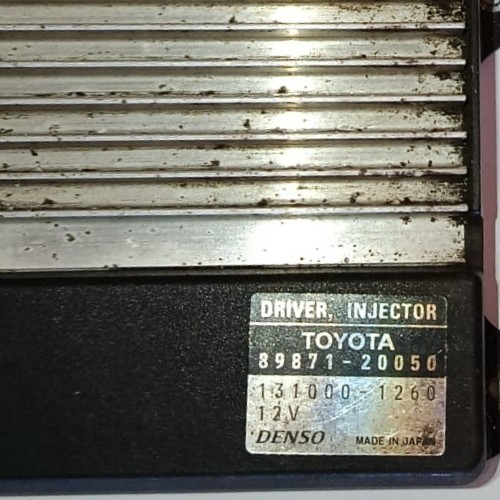 DRIVER, INJECTOR
TOYOTA
89871-20050
131000-1260
12V
DENSO MADE IN JAPAN